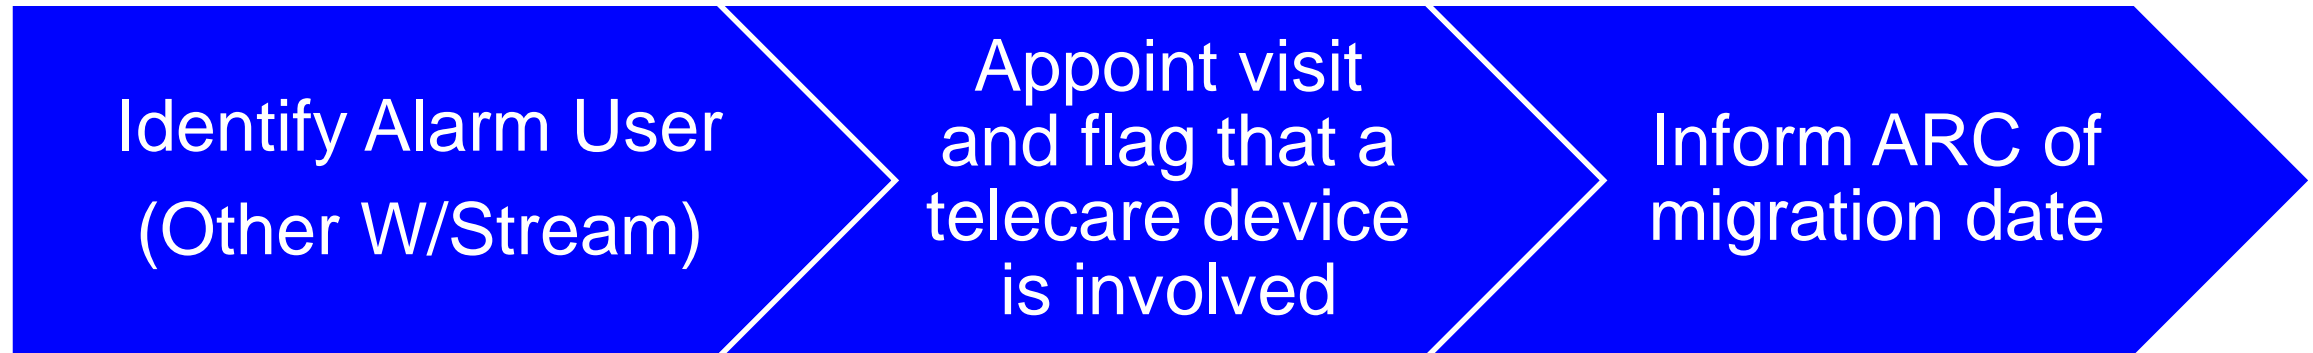 Identify Alarm User
(Other W/Stream)
Appoint visit
and flag that a
telecare device
is involved
Inform ARC of
migration date